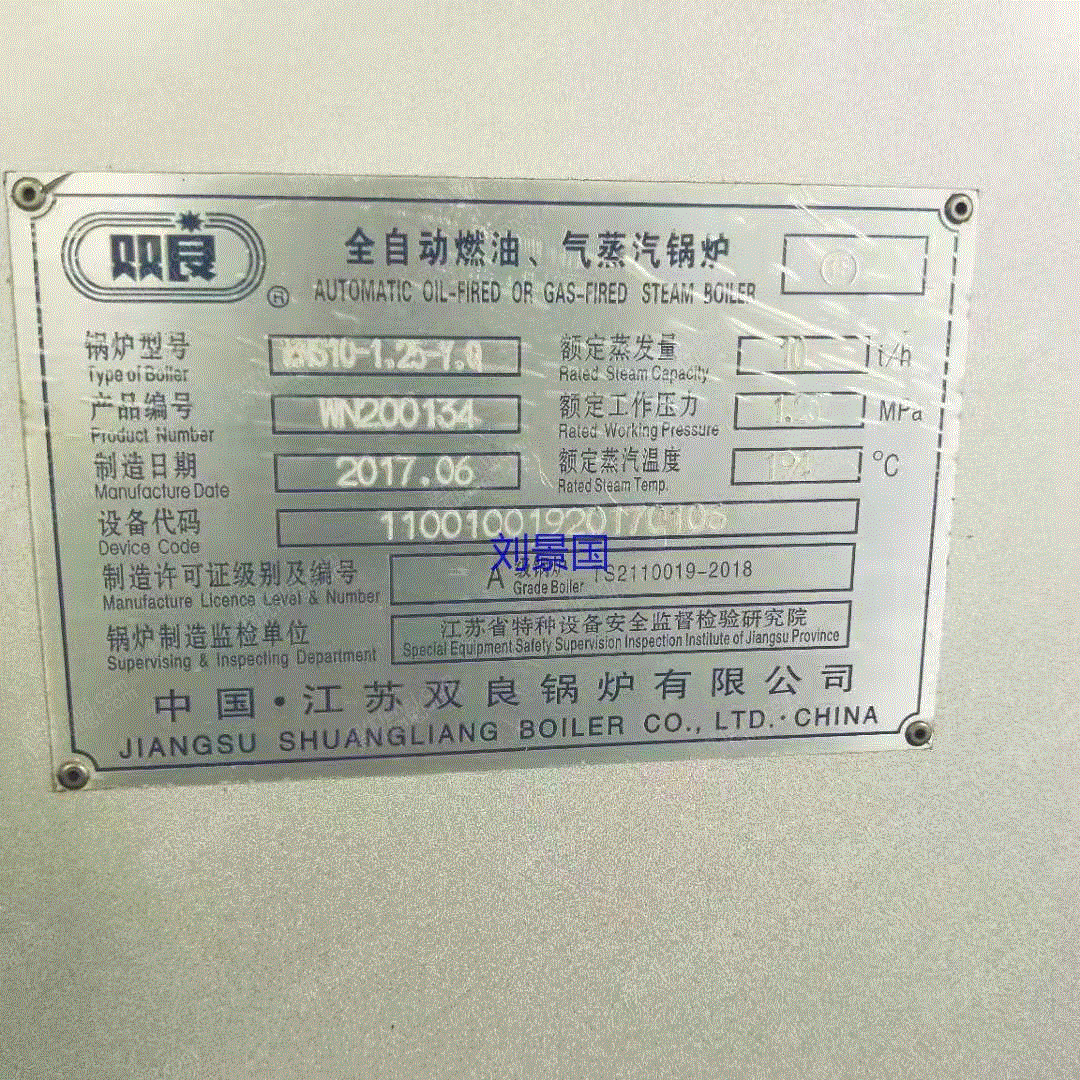 双良
®
全自动燃油、气蒸汽锅炉
AUTOMATIC OIL-FIRED OR GAS-FIRED STEAM BOILER
锅炉型号 WNS10-1.25-Y.Q 额定蒸发量 10 t/h
Type of Boiler Rated Steam Capacity
产品编号 WN200134 额定工作压力 MPa
Product Number Rated Working Pressure
制造日期 2017.06 额定蒸汽温度 ℃
Manufacture Date Rated Steam Temp.
设备代码
Device Code
刘景国
制造许可证级别及编号 A 级锅炉 TS2110019-2018
Manufacture Licence Level & Number Grade Boiler
锅炉制造监检单位 江苏省特种设备安全监督检验研究院
Supervising & Inspecting Department Special Equipment Safety Supervision Inspection Institute of Jiangsu Province
中国·江苏双良锅炉有限公司
JIANGSU SHUANGLIANG BOILER CO., LTD.·CHINA